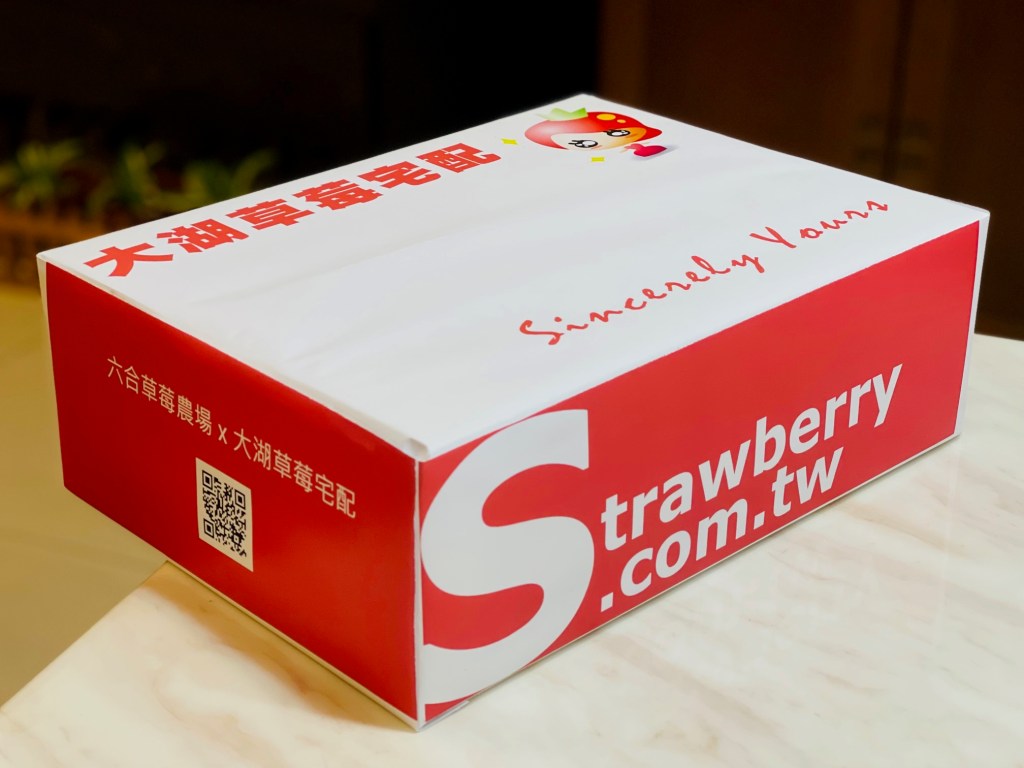 大湖草莓宅配
Sincerely Yours
六合草莓農場 x 大湖草莓宅配
Strawberry
.com.tw